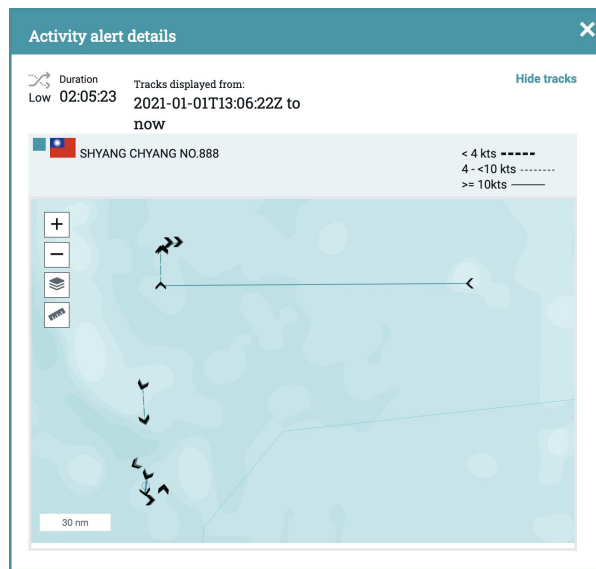 Activity alert details
Duration
Low 02:05:23
Tracks displayed from:
2021-01-01T13:06:22Z to
now
Hide tracks
SHYANG CHYANG NO.888
< 4 kts
4 - <10 kts
>= 10kts
30 nm